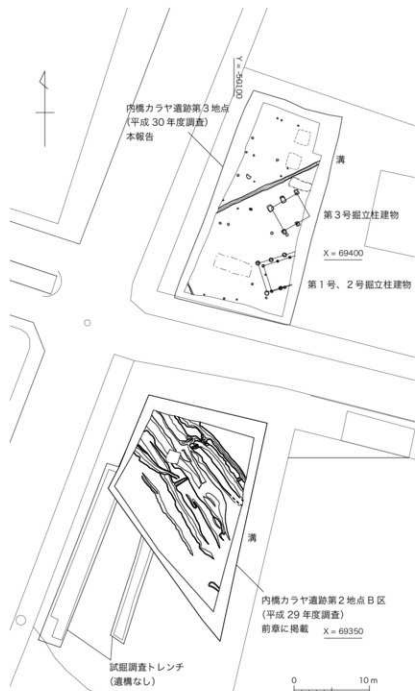 Y = -50100
内橋カラヤ遺跡第3地点
(平成 30 年度調査)
本報告
溝
第3号掘立柱建物
X = 69400
第1号、2号掘立柱建物
溝
内橋カラヤ遺跡第2地点B区
(平成 29 年度調査)
前章に掲載
X = 69350
試掘調査トレンチ
(遺構なし)
0
10 m